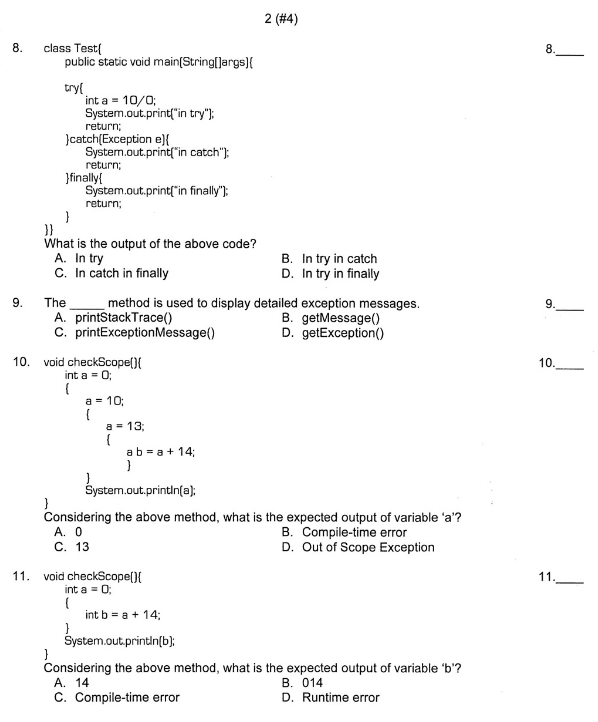 2 (#4)
8. class Test{ 8.____
public static void main(String[]args){
try{
int a = 10/0;
System.out.print("in try");
return;
}catch(Exception e){
System.out.print("in catch");
return;
}finally{
System.out.print("in finally");
return;
}
}}
What is the output of the above code?
A. In try B. In try in catch
C. In catch in finally D. In try in finally
9. The _____ method is used to display detailed exception messages. 9.____
A. printStackTrace() B. getMessage()
C. printExceptionMessage() D. getException()
10. void checkScope(){ 10.____
int a = 0;
{
a = 10;
{
a = 13;
{
a b = a + 14;
}
}
System.out.println(a);
}
Considering the above method, what is the expected output of variable ‘a’?
A. 0 B. Compile-time error
C. 13 D. Out of Scope Exception
11. void checkScope(){ 11.____
int a = 0;
{
int b = a + 14;
}
System.out.println(b);
}
Considering the above method, what is the expected output of variable ‘b’?
A. 14 B. 014
C. Compile-time error D. Runtime error